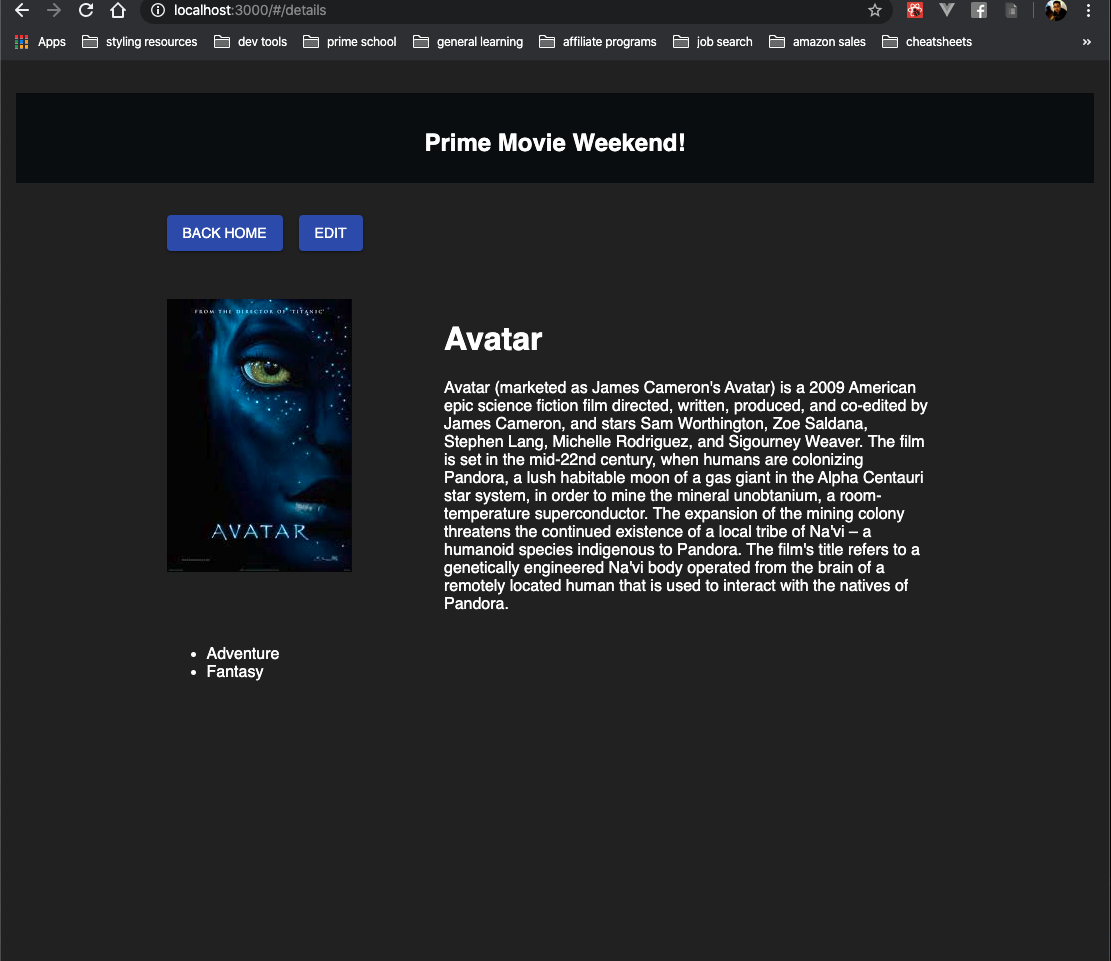 localhost:3000/#/details
Apps
styling resources
dev tools
prime school
general learning
affiliate programs
job search
amazon sales
cheatsheets
»
Prime Movie Weekend!
BACK HOME
EDIT
FROM THE DIRECTOR OF 'TITANIC'
AVATAR
Avatar
Avatar (marketed as James Cameron's Avatar) is a 2009 American
epic science fiction film directed, written, produced, and co-edited by
James Cameron, and stars Sam Worthington, Zoe Saldana,
Stephen Lang, Michelle Rodriguez, and Sigourney Weaver. The film
is set in the mid-22nd century, when humans are colonizing
Pandora, a lush habitable moon of a gas giant in the Alpha Centauri
star system, in order to mine the mineral unobtanium, a room-
temperature superconductor. The expansion of the mining colony
threatens the continued existence of a local tribe of Na'vi – a
humanoid species indigenous to Pandora. The film's title refers to a
genetically engineered Na'vi body operated from the brain of a
remotely located human that is used to interact with the natives of
Pandora.
• Adventure
• Fantasy